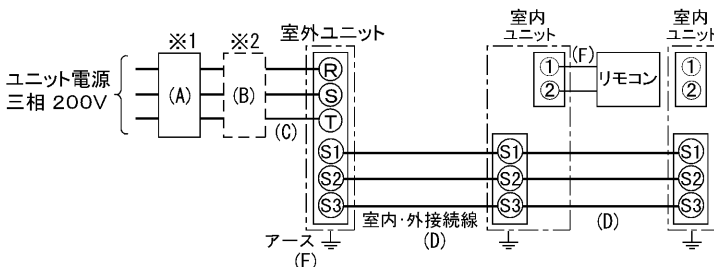 ※1
※2
室外ユニット
室内
ユニット
室内
ユニット
ユニット電源
三相 200V
(A)
(B)
(C)
R
S
T
S1
S2
S3
①
②
(F)
リモコン
①
②
S1
S2
S3
S1
S2
S3
室内・外接続線
(D)
(D)
アース
(E)